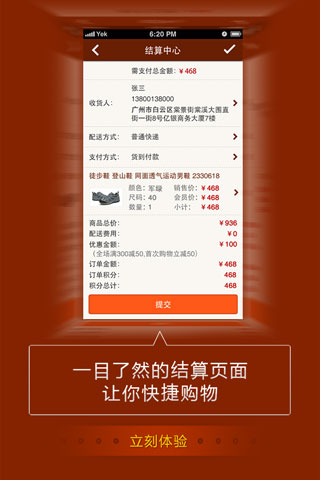 Yek 6:20 PM
结算中心
需支付总金额: ¥468
张三
收货人: 13800138000
广州市白云区棠景街棠溪大围直
街一街8号亿银商务大厦7楼
配送方式: 普通快递
支付方式: 货到付款
徒步鞋 登山鞋 网面透气运动男鞋 2330618
颜色: 军绿 销售价: ¥468
尺码: 40 会员价: ¥468
数量: 1 小计: ¥468
商品总价: ¥936
配送费用: ¥0
优惠金额: ¥100
(全场满300减50,首次购物立减50)
订单金额: ¥468
订单积分: 468
积分总计: 468
提交
一目了然的结算页面
让你快捷购物
立刻体验